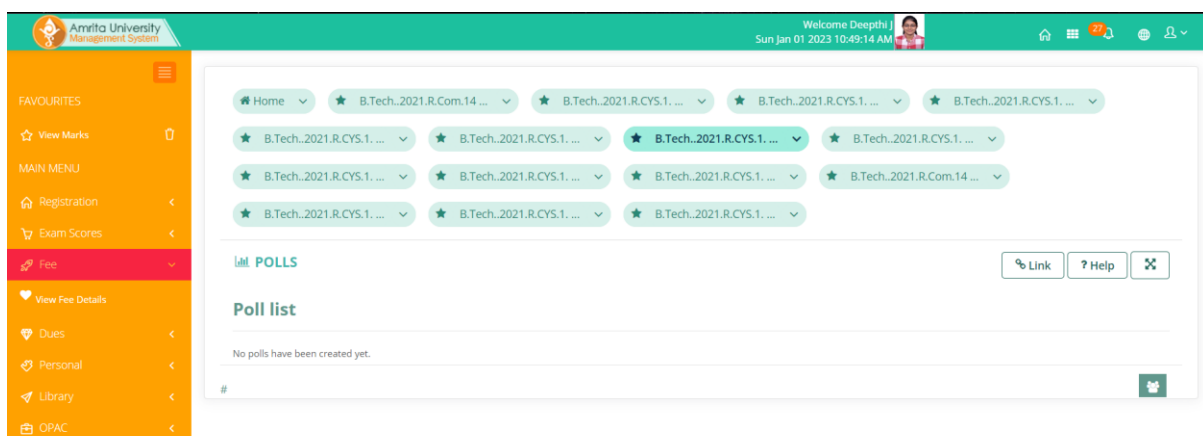 Amrita University
Management System
Welcome Deepthi J
Sun Jan 01 2023 10:49:14 AM
27
FAVOURITES
View Marks
MAIN MENU
Registration
Exam Scores
Fee
View Fee Details
Dues
Personal
Library
OPAC
Home
B.Tech..2021.R.Com.14 ...
B.Tech..2021.R.CYS.1. ...
B.Tech..2021.R.CYS.1. ...
B.Tech..2021.R.CYS.1. ...
B.Tech..2021.R.CYS.1. ...
B.Tech..2021.R.CYS.1. ...
B.Tech..2021.R.CYS.1. ...
B.Tech..2021.R.CYS.1. ...
B.Tech..2021.R.CYS.1. ...
B.Tech..2021.R.CYS.1. ...
B.Tech..2021.R.CYS.1. ...
B.Tech..2021.R.Com.14 ...
B.Tech..2021.R.CYS.1. ...
B.Tech..2021.R.CYS.1. ...
B.Tech..2021.R.CYS.1. ...
POLLS
Link
? Help
Poll list
No polls have been created yet.
#